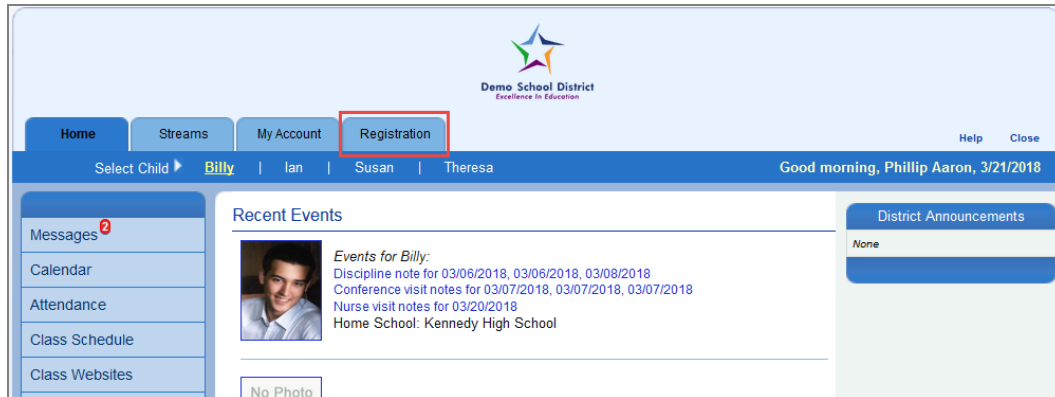 Demo School District
Excellence In Education
Home Streams My Account Registration Help Close
Select Child Billy | Ian | Susan | Theresa Good morning, Phillip Aaron, 3/21/2018
Messages 2
Calendar
Attendance
Class Schedule
Class Websites
Recent Events
Events for Billy:
Discipline note for 03/06/2018, 03/06/2018, 03/08/2018
Conference visit notes for 03/07/2018, 03/07/2018, 03/07/2018
Nurse visit notes for 03/20/2018
Home School: Kennedy High School
No Photo
District Announcements
None